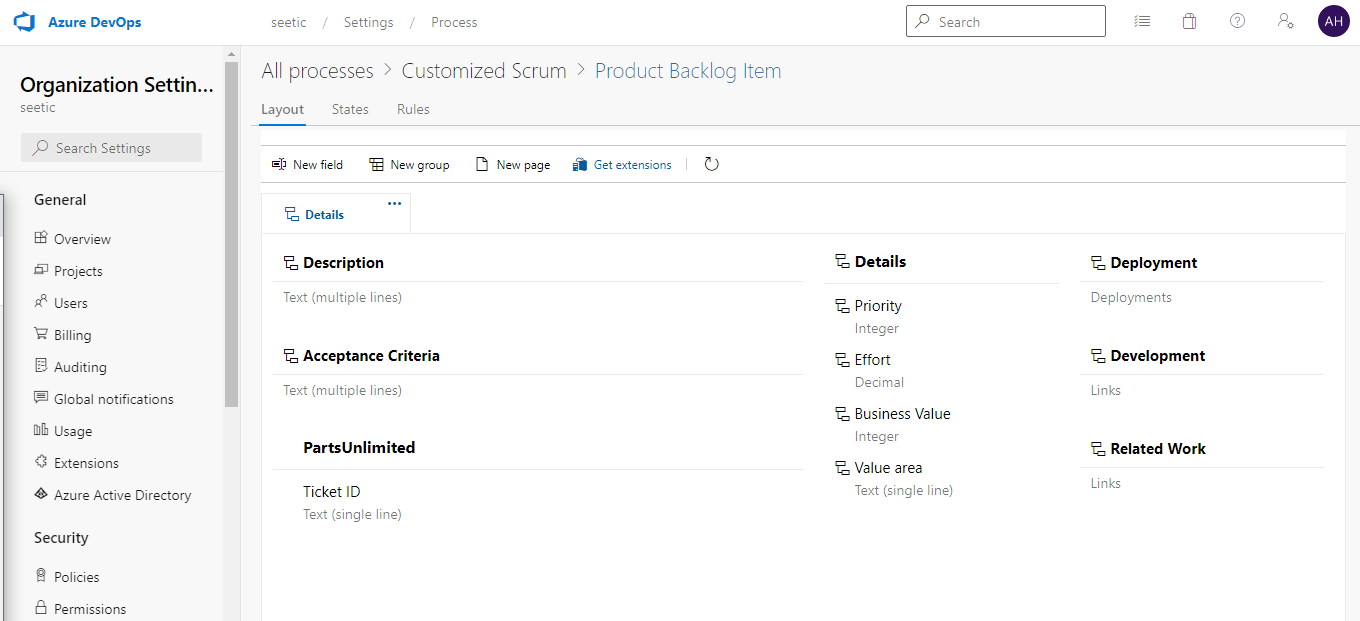 Azure DevOps
seetic / Settings / Process
Search
AH
Organization Settin...
seetic
Search Settings
General
Overview
Projects
Users
Billing
Auditing
Global notifications
Usage
Extensions
Azure Active Directory
Security
Policies
Permissions
All processes > Customized Scrum > Product Backlog Item
Layout States Rules
New field New group New page Get extensions
Details
Description
Text (multiple lines)
Acceptance Criteria
Text (multiple lines)
PartsUnlimited
Ticket ID
Text (single line)
Details
Priority
Integer
Effort
Decimal
Business Value
Integer
Value area
Text (single line)
Deployment
Deployments
Development
Links
Related Work
Links